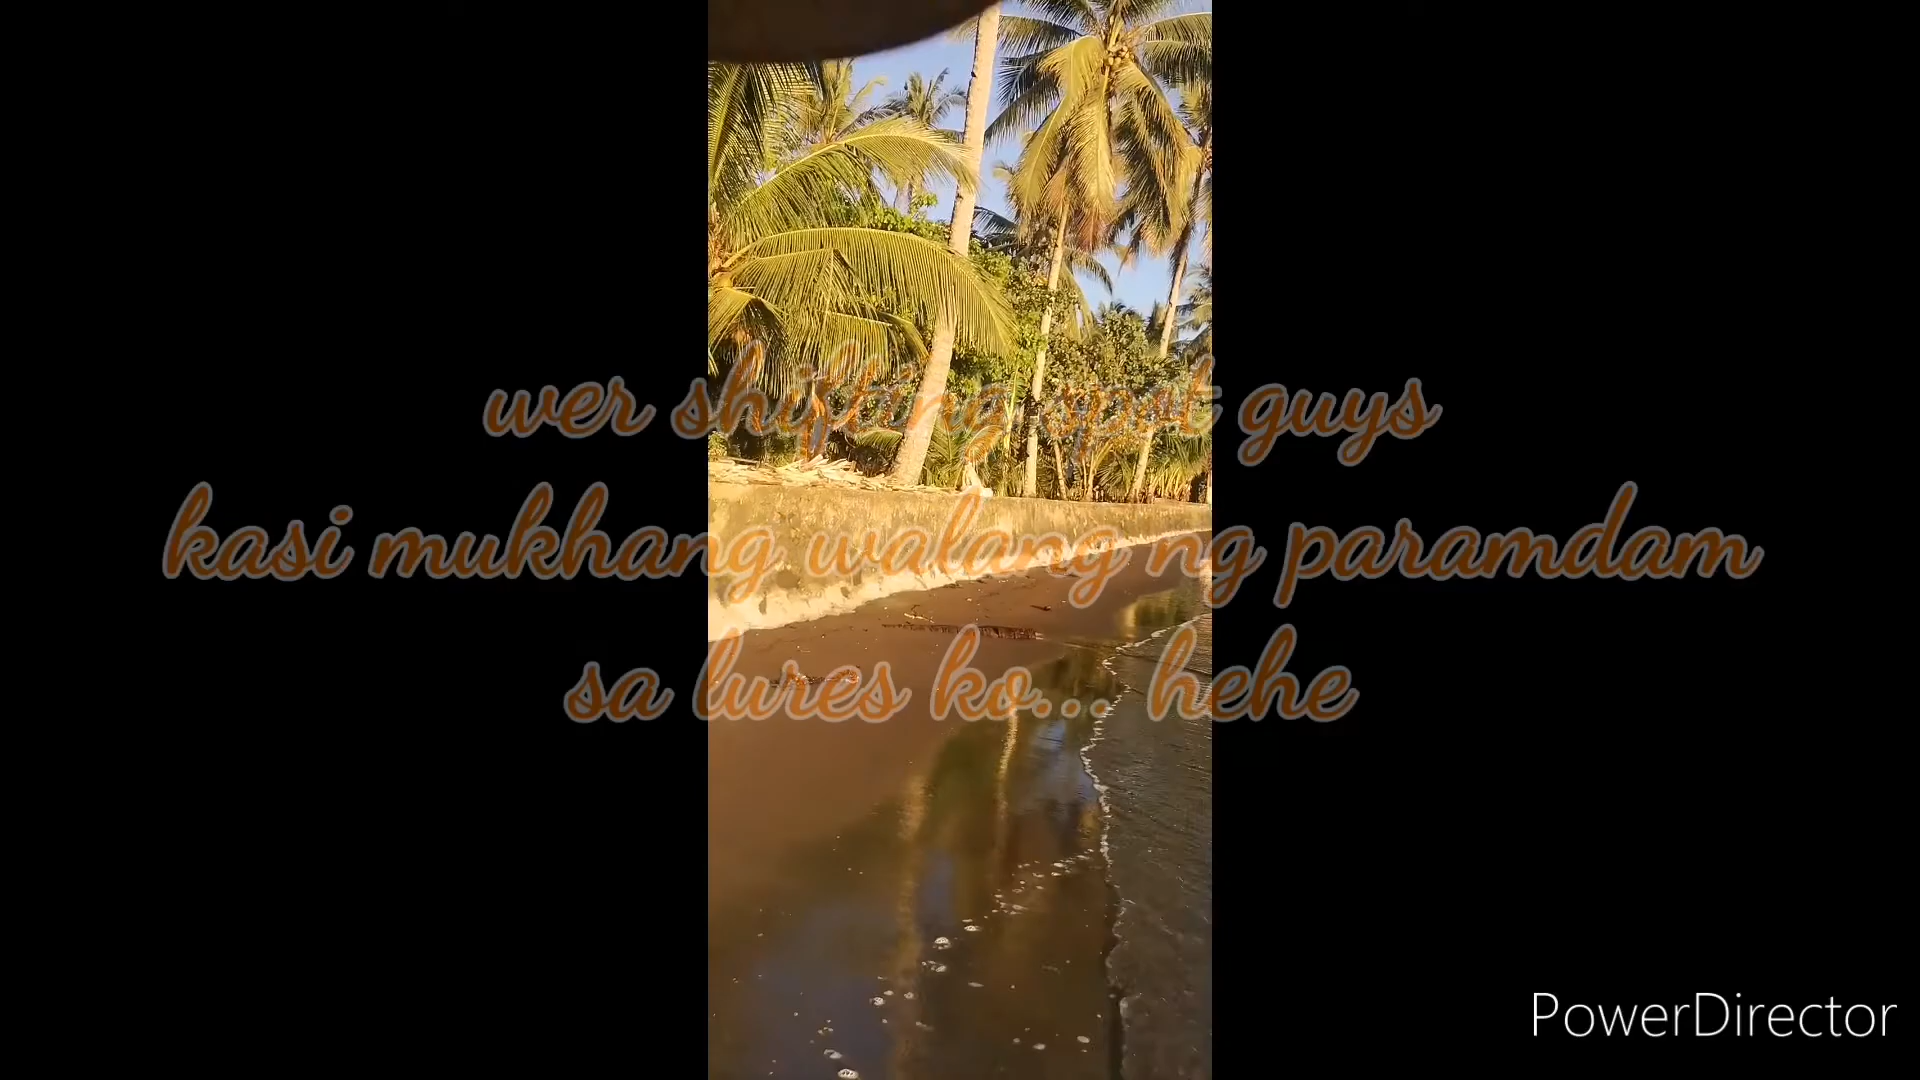 wer shifting spot guys
kasi mukhang walang ng paramdam
sa lures ko... hehe
PowerDirector